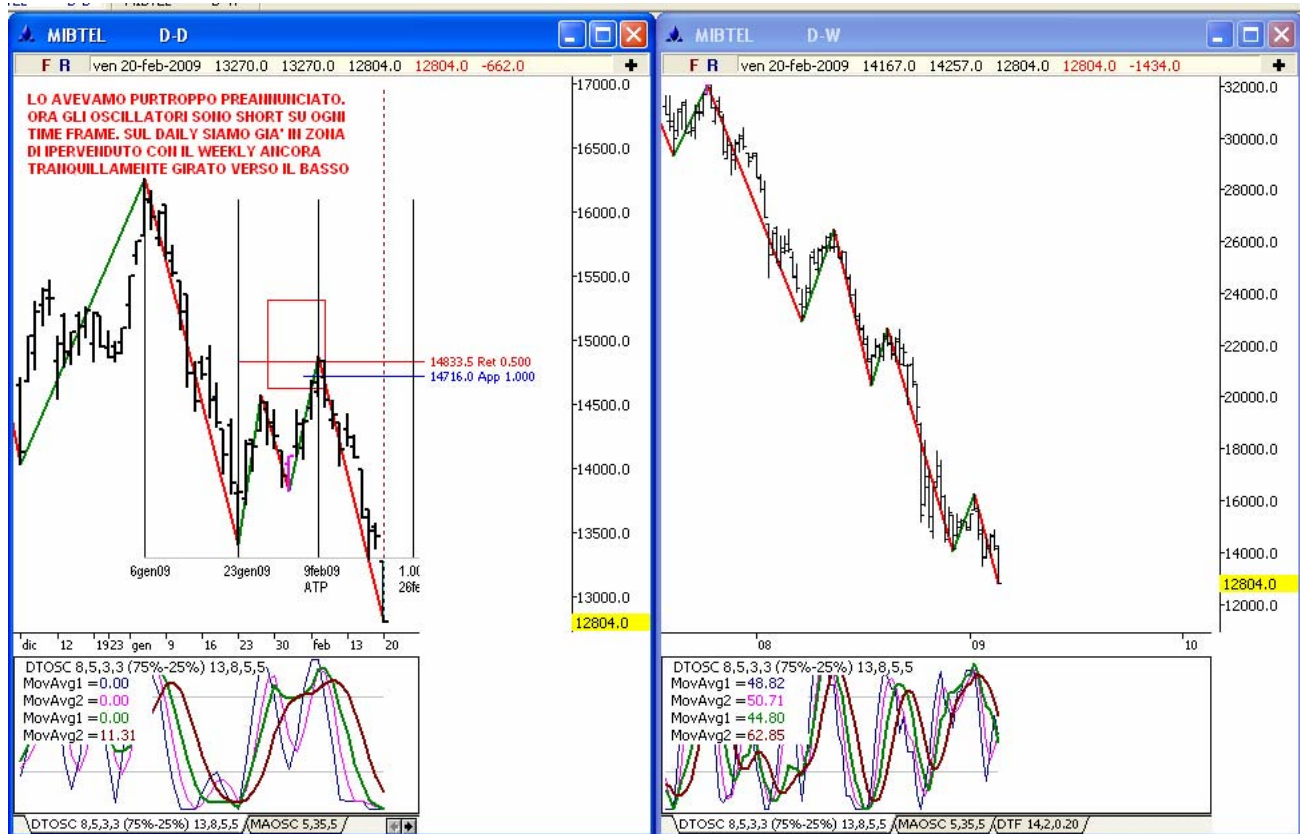 MIBTEL D-D
F R ven 20-feb-2009 13270.0 13270.0 12804.0 12804.0 -662.0
LO AVEVAMO PURTROPPO PREANNUNCIATO.
ORA GLI OSCILLATORI SONO SHORT SU OGNI
TIME FRAME. SUL DAILY SIAMO GIA' IN ZONA
DI IPERVENDUTO CON IL WEEKLY ANCORA
TRANQUILLAMENTE GIRATO VERSO IL BASSO
17000.0
16500.0
16000.0
15500.0
15000.0
14500.0
14000.0
13500.0
13000.0
12804.0
14833.5 Ret 0.500
14716.0 App 1.000
6gen09 23gen09 9feb09 1.00
ATP 26fe
dic 12 1923 gen 9 16 23 30 feb 13 20
DTOSC 8,5,3,3 (75%-25%) 13,8,5,5
MovAvg1 =0.00
MovAvg2 =0.00
MovAvg1 =0.00
MovAvg2 =11.31
DTOSC 8,5,3,3 (75%-25%) 13,8,5,5 MAOSC 5,35,5
MIBTEL D-W
F R ven 20-feb-2009 14167.0 14257.0 12804.0 12804.0 -1434.0
32000.0
30000.0
28000.0
26000.0
24000.0
22000.0
20000.0
18000.0
16000.0
14000.0
12804.0
12000.0
08 09 10
DTOSC 8,5,3,3 (75%-25%) 13,8,5,5
MovAvg1 =48.82
MovAvg2 =50.71
MovAvg1 =44.80
MovAvg2 =62.85
DTOSC 8,5,3,3 (75%-25%) 13,8,5,5 MAOSC 5,35,5 DTF 14,2,0.20